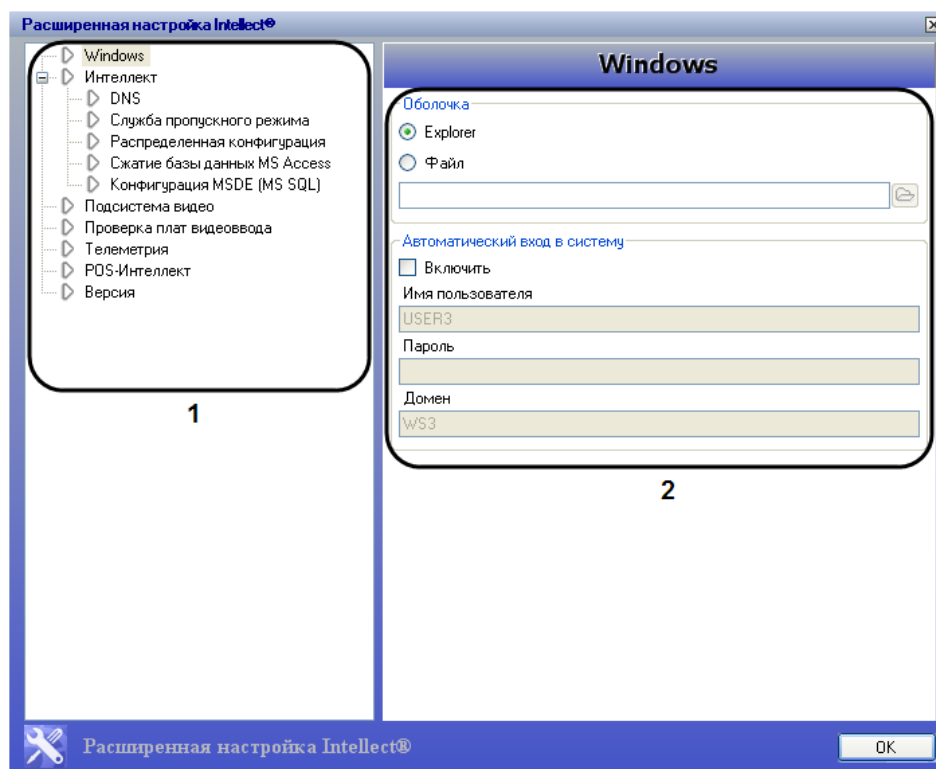 Расширенная настройка Intellect®
Windows
Интеллект
DNS
Служба пропускного режима
Распределенная конфигурация
Сжатие базы данных MS Access
Конфигурация MSDE (MS SQL)
Подсистема видео
Проверка плат видеоввода
Телеметрия
POS-Интеллект
Версия
1
Windows
Оболочка
Explorer
Файл
Автоматический вход в систему
Включить
Имя пользователя
USER3
Пароль
Домен
WS3
2
Расширенная настройка Intellect®
OK